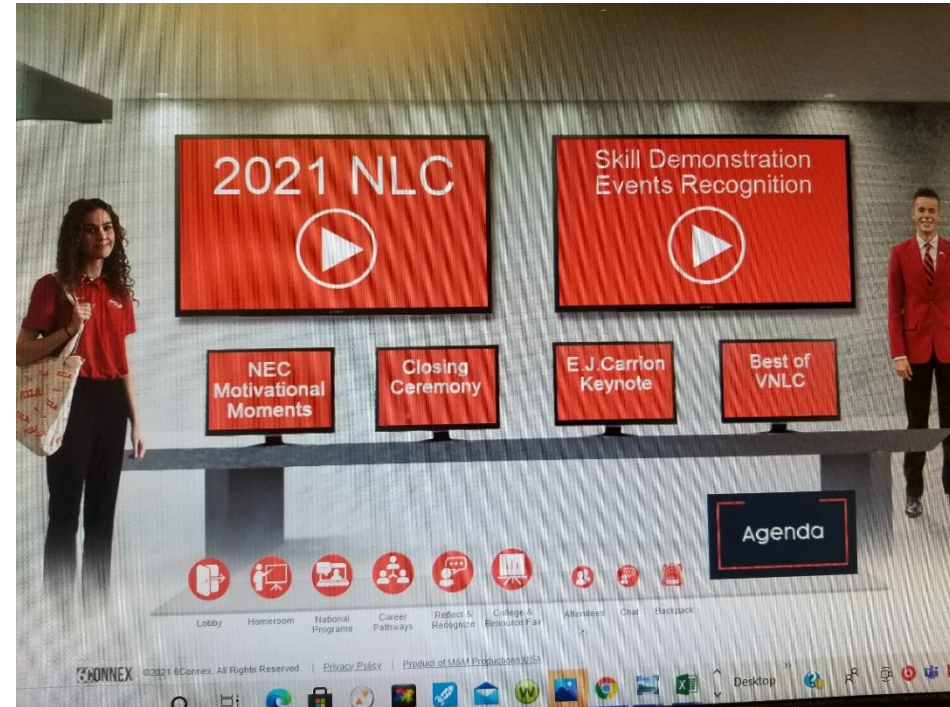 2021 NLC
Skill Demonstration
Events Recognition
NEC
Motivational
Moments
Closing
Ceremony
E.J.Carrion
Keynote
Best of
VNLC
Agenda
Lobby
Homeroom
National
Programs
Career
Pathways
Reflect &
Recognize
College &
Resource Fair
Attendees
Chat
Backpack
6CONNEX
©2021 6Connex. All Rights Reserved. | Privacy Policy | Product of M&M Productions USA
Desktop